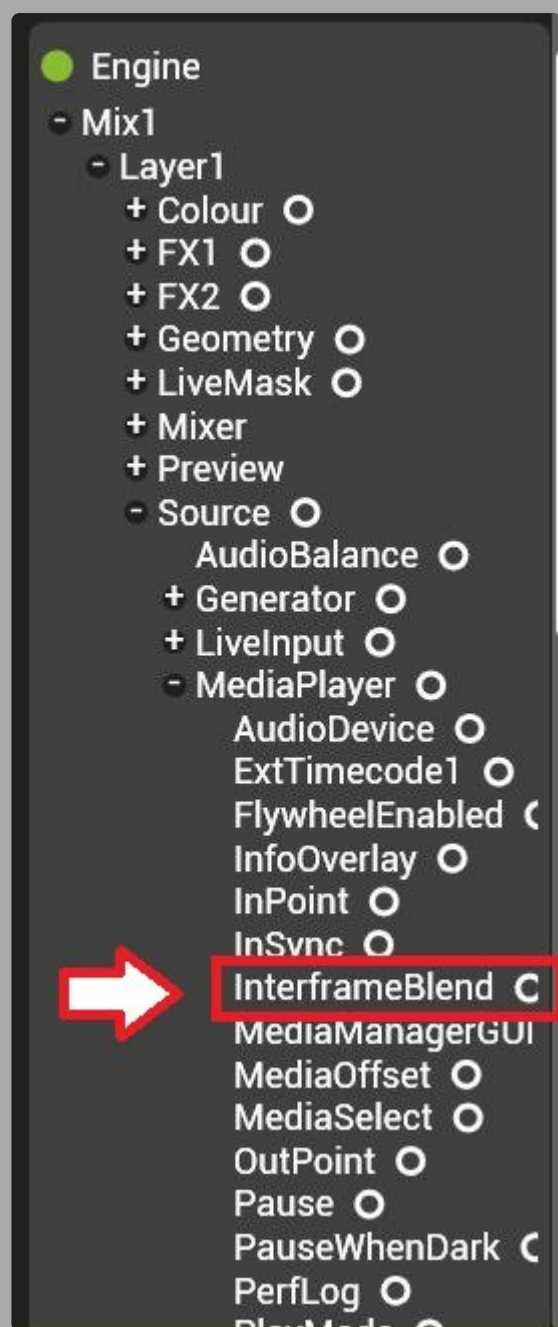 Engine
- Mix1
- Layer1
+ Colour
+ FX1
+ FX2
+ Geometry
+ LiveMask
+ Mixer
+ Preview
- Source
AudioBalance
+ Generator
+ LiveInput
- MediaPlayer
AudioDevice
ExtTimecode1
FlywheelEnabled
InfoOverlay
InPoint
InSync
InterframeBlend
MediaManagerGUI
MediaOffset
MediaSelect
OutPoint
Pause
PauseWhenDark
PerfLog
PlayMode